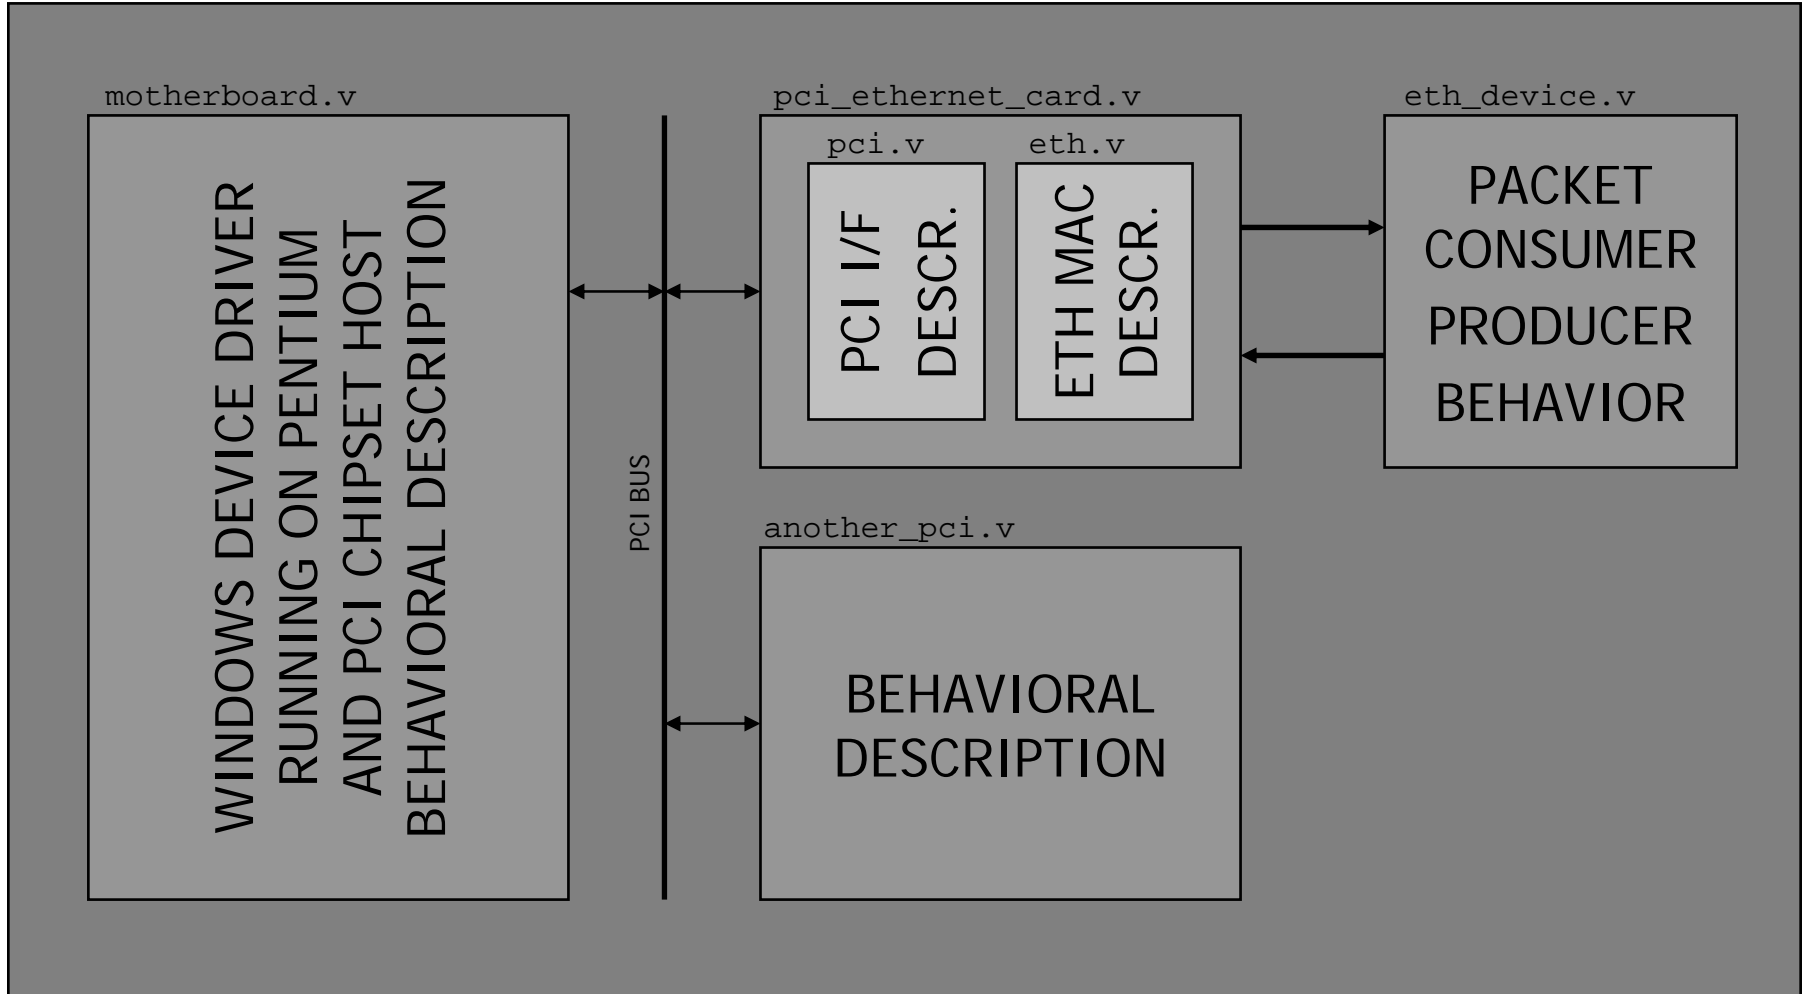 motherboard.v
WINDOWS DEVICE DRIVER
RUNNING ON PENTIUM
AND PCI CHIPSET HOST
BEHAVIORAL DESCRIPTION
PCI BUS
pci_ethernet_card.v
pci.v
PCI I/F
DESCR.
eth.v
ETH MAC
DESCR.
eth_device.v
PACKET
CONSUMER
PRODUCER
BEHAVIOR
another_pci.v
BEHAVIORAL
DESCRIPTION